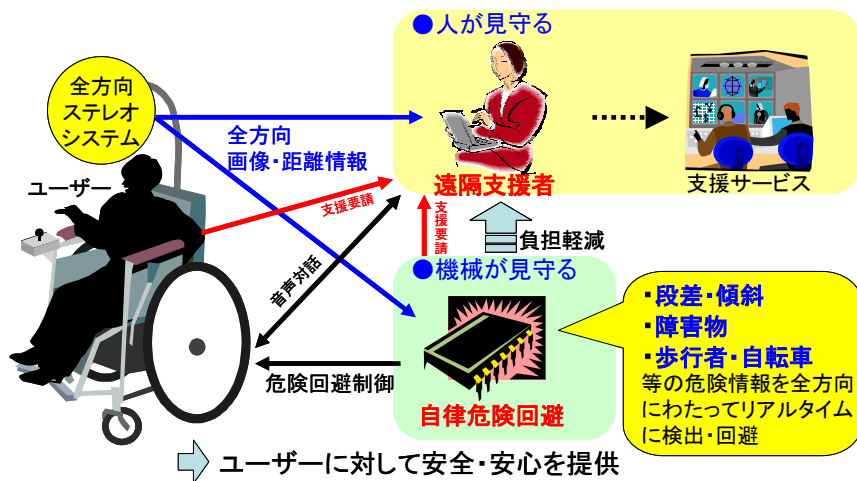 ●人が見守る
全方向
ステレオ
システム
全方向
画像・距離情報
ユーザー
支援要請
遠隔支援者
支援サービス
支援要請
負担軽減
音声対話
●機械が見守る
・段差・傾斜
・障害物
・歩行者・自転車
等の危険情報を全方向
にわたってリアルタイム
に検出・回避
危険回避制御
自律危険回避
ユーザーに対して安全・安心を提供